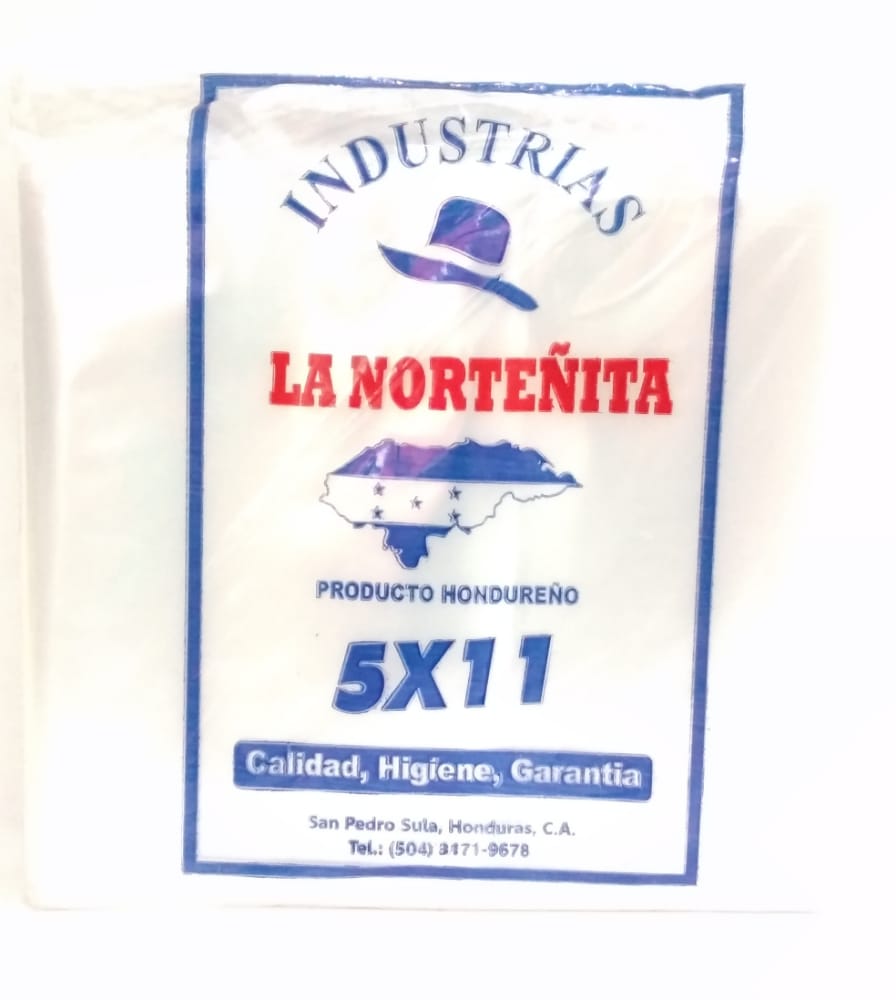 INDUSTRIAS
LA NORTEÑITA
PRODUCTO HONDUREÑO
5X11
Calidad, Higiene, Garantia
San Pedro Sula, Honduras, C.A.
Tel.: (504) 3171-9678